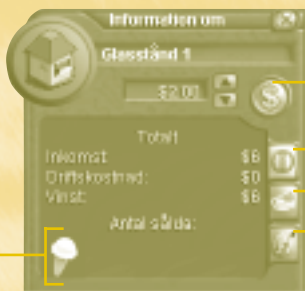 Information om
Glasstånd 1
$2.00
Totalt
Inkomst $6
Driftskostnad: $0
Vinst: $6
Antal sålda: